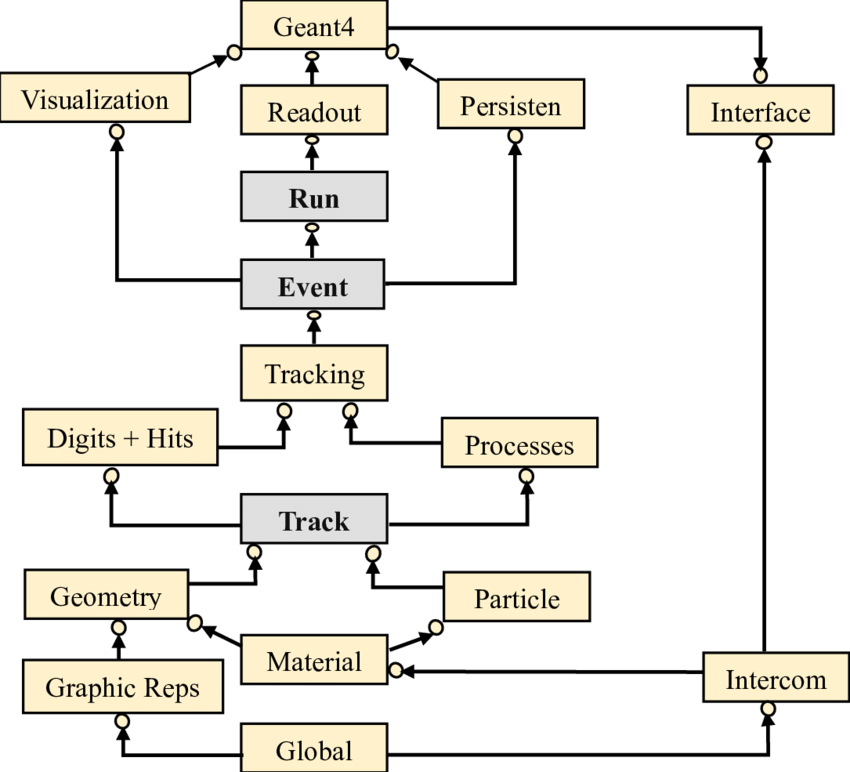 Geant4
Visualization
Readout
Persisten
Interface
Run
Event
Tracking
Digits + Hits
Processes
Track
Geometry
Particle
Material
Graphic Reps
Intercom
Global